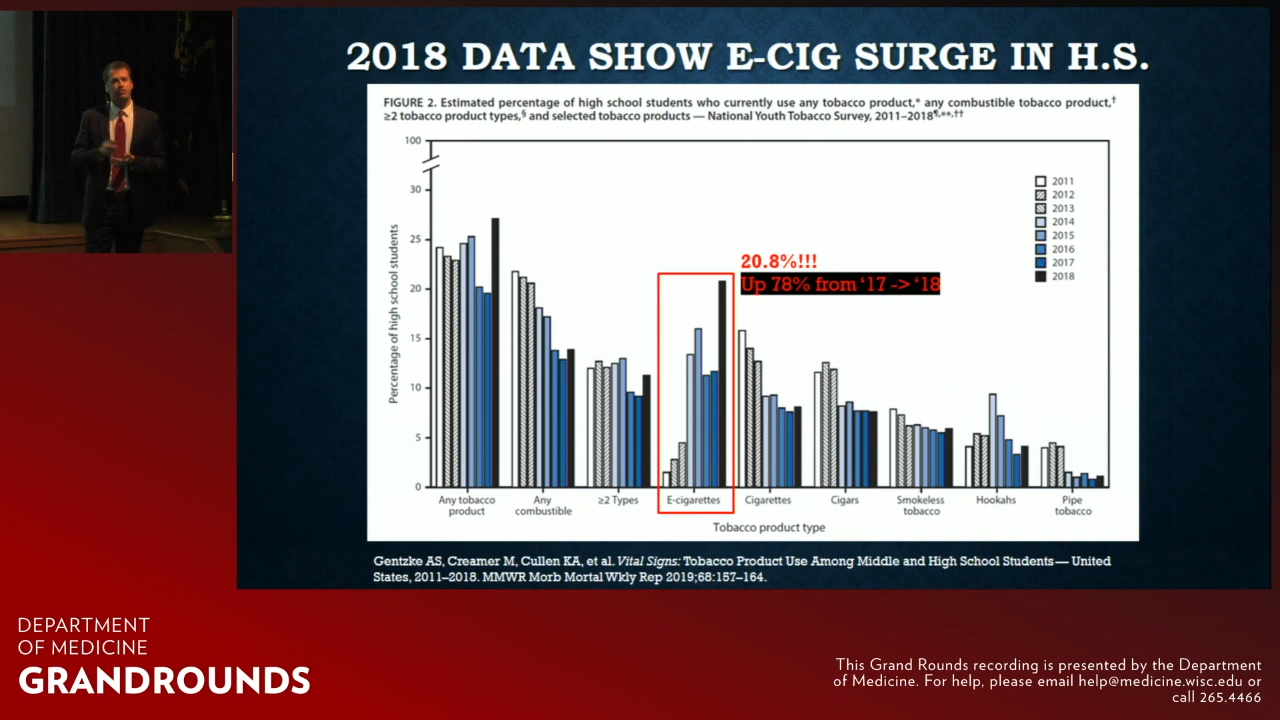 2018 DATA SHOW E-CIG SURGE IN H.S.
FIGURE 2. Estimated percentage of high school students who currently use any tobacco product,* any combustible tobacco product,†
≥2 tobacco product types,§ and selected tobacco products — National Youth Tobacco Survey, 2011–2018¶,**,††
100
30
25
20
15
10
5
0
Percentage of high school students
2011
2012
2013
2014
2015
2016
2017
2018
20.8%!!!
Up 78% from ‘17 -> ‘18
Any tobacco
product
Any
combustible
≥2 Types
E-cigarettes
Cigarettes
Cigars
Smokeless
tobacco
Hookahs
Pipe
tobacco
Tobacco product type
Gentzke AS, Creamer M, Cullen KA, et al. Vital Signs: Tobacco Product Use Among Middle and High School Students — United
States, 2011–2018. MMWR Morb Mortal Wkly Rep 2019;68:157–164.
DEPARTMENT
OF MEDICINE
GRANDROUNDS
This Grand Rounds recording is presented by the Department
of Medicine. For help, please email help@medicine.wisc.edu or
call 265.4466